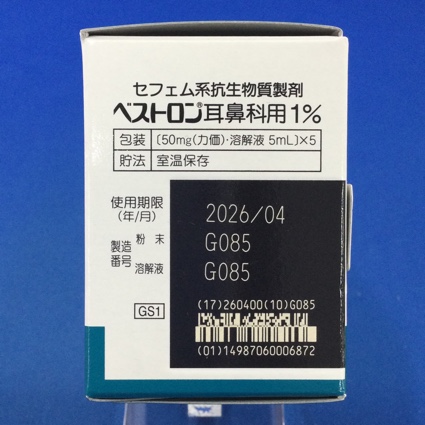 セフェム系抗生物質製剤
ベストロン®耳鼻科用1%
包装 〔50mg(力価)・溶解液 5mL〕×5
貯法 室温保存
使用期限 2026/04
(年/月)
製造番号 粉末 G085
溶解液 G085
GS1
(17)260400(10)G085
(01)14987060006872